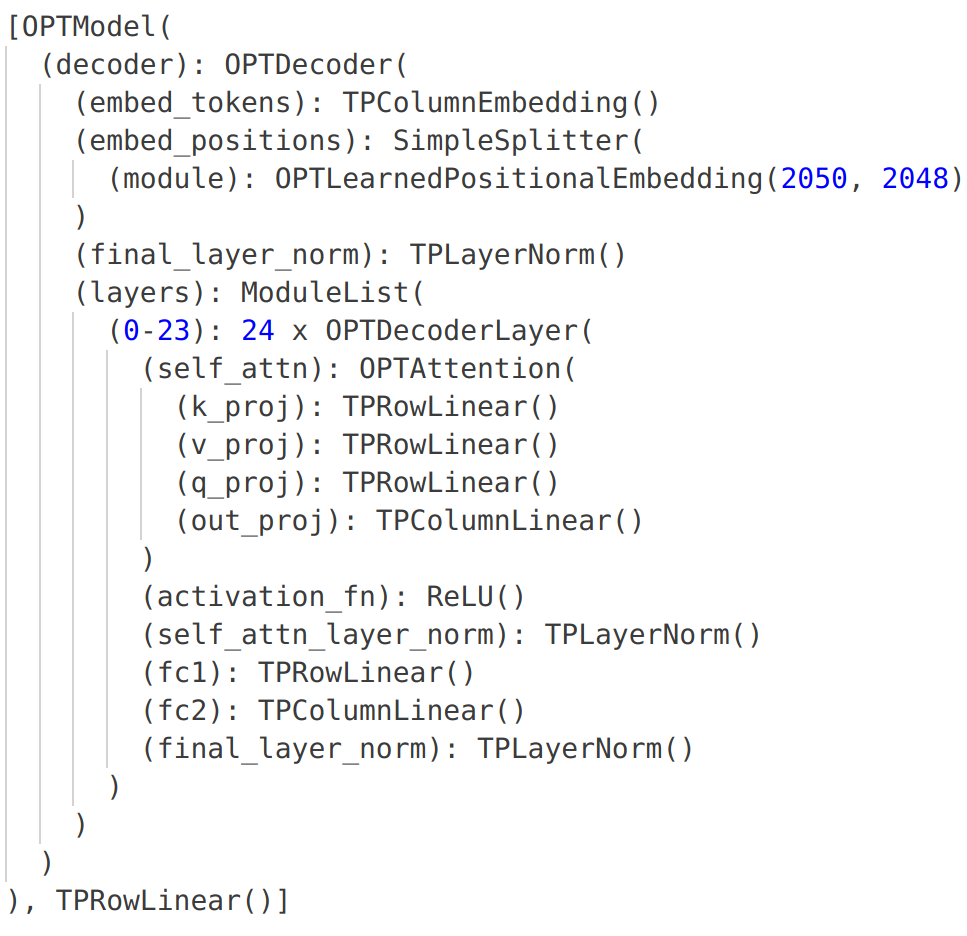 [OPTModel(
  (decoder): OPTDecoder(
    (embed_tokens): TPColumnEmbedding()
    (embed_positions): SimpleSplitter(
      (module): OPTLearnedPositionalEmbedding(2050, 2048)
    )
    (final_layer_norm): TPLayerNorm()
    (layers): ModuleList(
      (0-23): 24 x OPTDecoderLayer(
        (self_attn): OPTAttention(
          (k_proj): TPRowLinear()
          (v_proj): TPRowLinear()
          (q_proj): TPRowLinear()
          (out_proj): TPColumnLinear()
        )
        (activation_fn): ReLU()
        (self_attn_layer_norm): TPLayerNorm()
        (fc1): TPRowLinear()
        (fc2): TPColumnLinear()
        (final_layer_norm): TPLayerNorm()
      )
    )
  )
), TPRowLinear()]